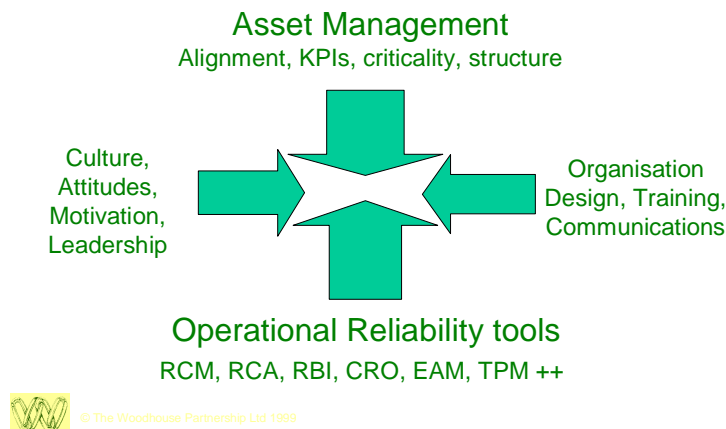 Asset Management
Alignment, KPIs, criticality, structure
Culture,
Attitudes,
Motivation,
Leadership
Organisation
Design, Training,
Communications
Operational Reliability tools
RCM, RCA, RBI, CRO, EAM, TPM ++
© The Woodhouse Partnership Ltd 1998